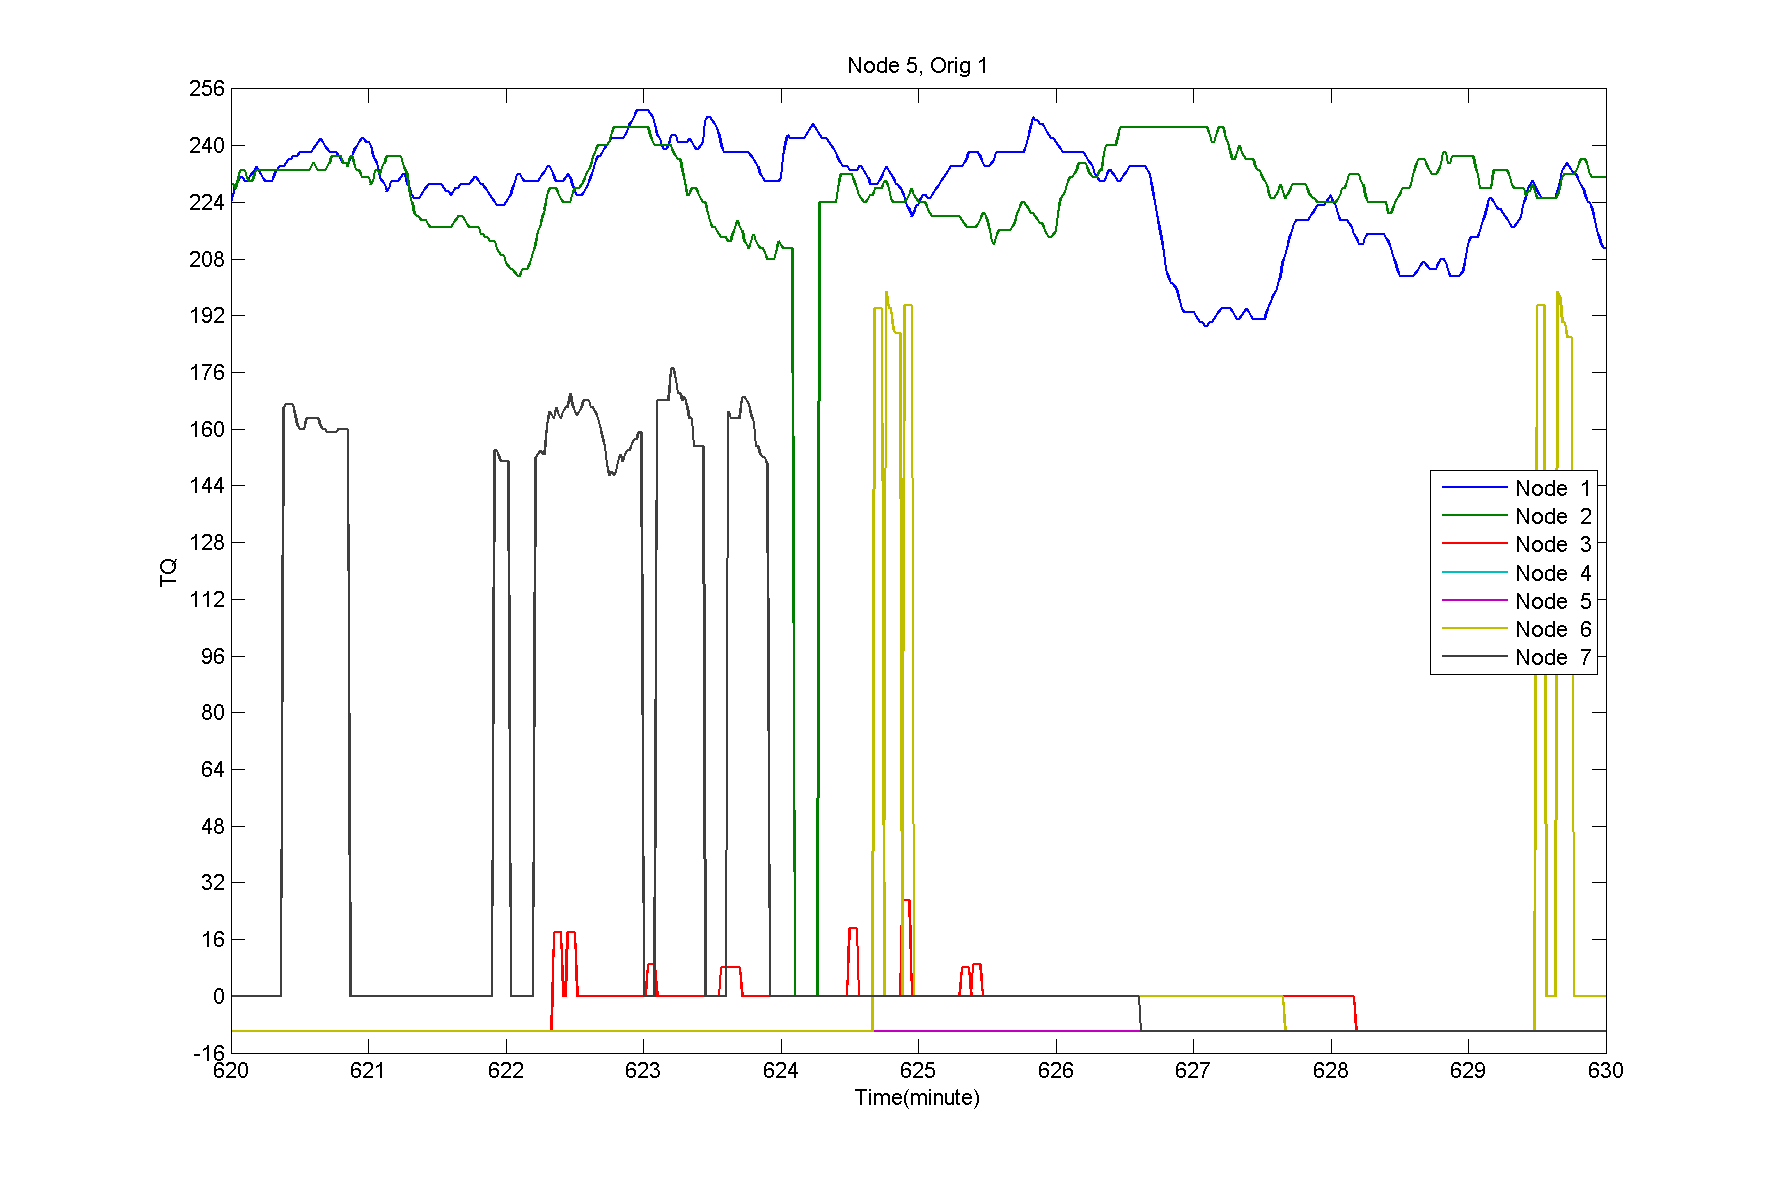 Node 5, Orig 1
256
240
224
208
192
176
160
144
128
112
96
80
64
48
32
16
0
-16
TQ
Node 1
Node 2
Node 3
Node 4
Node 5
Node 6
Node 7
620 621 622 623 624 625 626 627 628 629 630
Time(minute)